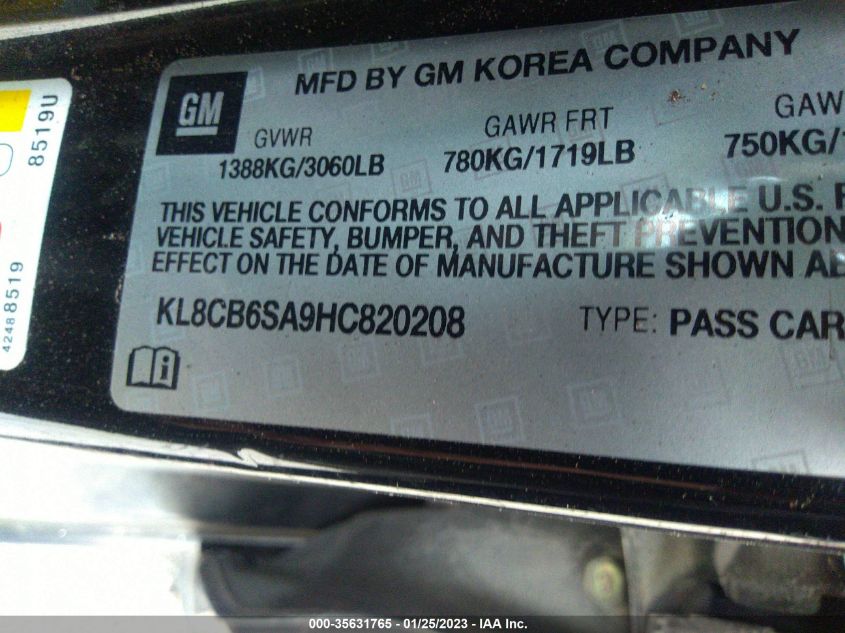 MFD BY GM KOREA COMPANY
GM
GVWR GAWR FRT GAW
1388KG/3060LB 780KG/1719LB 750KG/
THIS VEHICLE CONFORMS TO ALL APPLICABLE U.S. F
VEHICLE SAFETY, BUMPER, AND THEFT PREVENTION
EFFECT ON THE DATE OF MANUFACTURE SHOWN AB
KL8CB6SA9HC820208 TYPE: PASS CAR
8519U
42488519
000-35631765 - 01/25/2023 - IAA Inc.